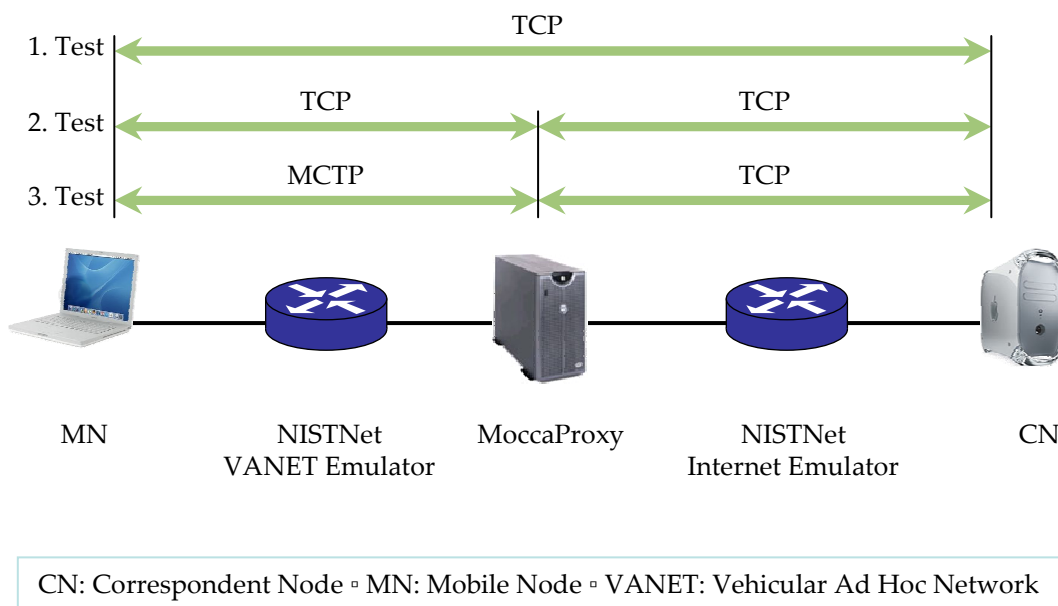 TCP
1. Test
TCP
TCP
2. Test
MCTP
TCP
3. Test
MN
NISTNet
VANET Emulator
MoccaProxy
NISTNet
Internet Emulator
CN
CN: Correspondent Node ▫ MN: Mobile Node ▫ VANET: Vehicular Ad Hoc Network